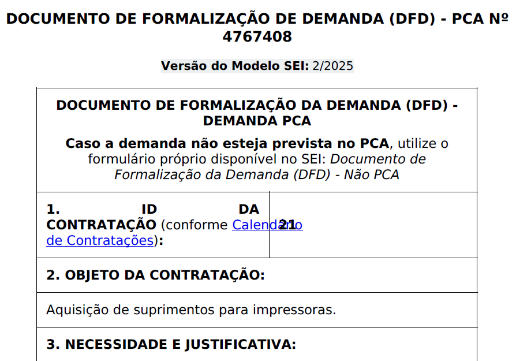 DOCUMENTO DE FORMALIZAÇÃO DE DEMANDA (DFD) - PCA Nº
4767408
Versão do Modelo SEI: 2/2025
DOCUMENTO DE FORMALIZAÇÃO DA DEMANDA (DFD) -
DEMANDA PCA
Caso a demanda não esteja prevista no PCA, utilize o
formulário próprio disponível no SEI: Documento de
Formalização da Demanda (DFD) - Não PCA
1. ID DA
CONTRATAÇÃO (conforme Calendário
de Contratações):
21
2. OBJETO DA CONTRATAÇÃO:
Aquisição de suprimentos para impressoras.
3. NECESSIDADE E JUSTIFICATIVA: